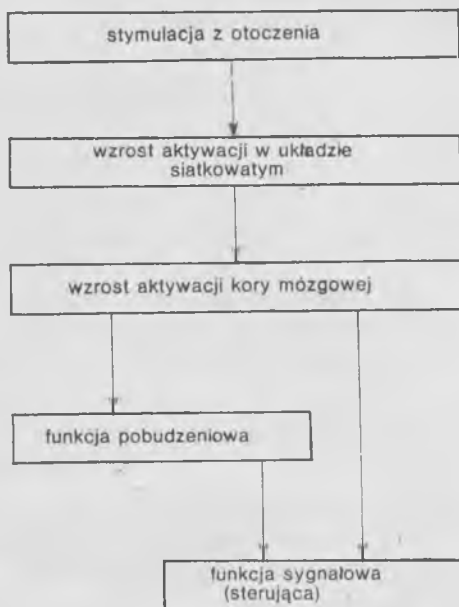 stymulacja z otoczenia
wzrost aktywacji w układzie
siatkowatym
wzrost aktywacji kory mózgowej
funkcja pobudzeniowa
funkcja sygnałowa
(sterująca)